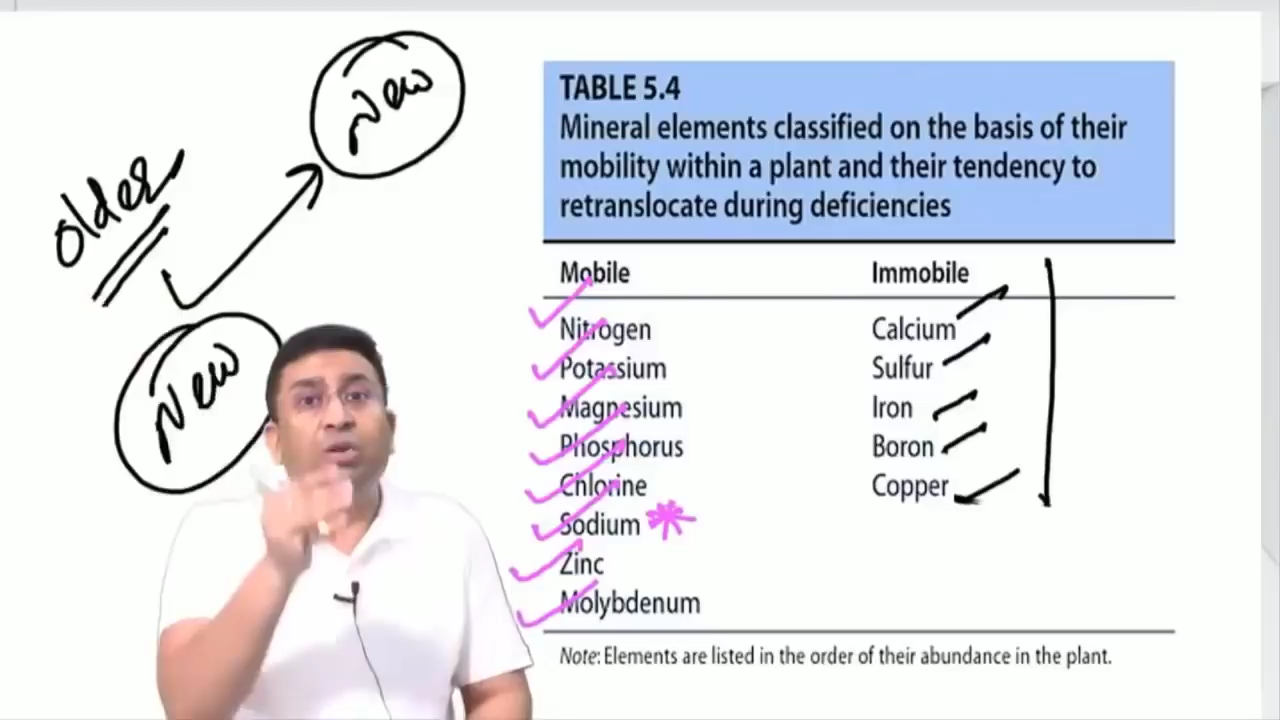 New
older
New
TABLE 5.4
Mineral elements classified on the basis of their
mobility within a plant and their tendency to
retranslocate during deficiencies
Mobile Immobile
Nitrogen Calcium
Potassium Sulfur
Magnesium Iron
Phosphorus Boron
Chlorine Copper
Sodium
Zinc
Molybdenum
Note: Elements are listed in the order of their abundance in the plant.